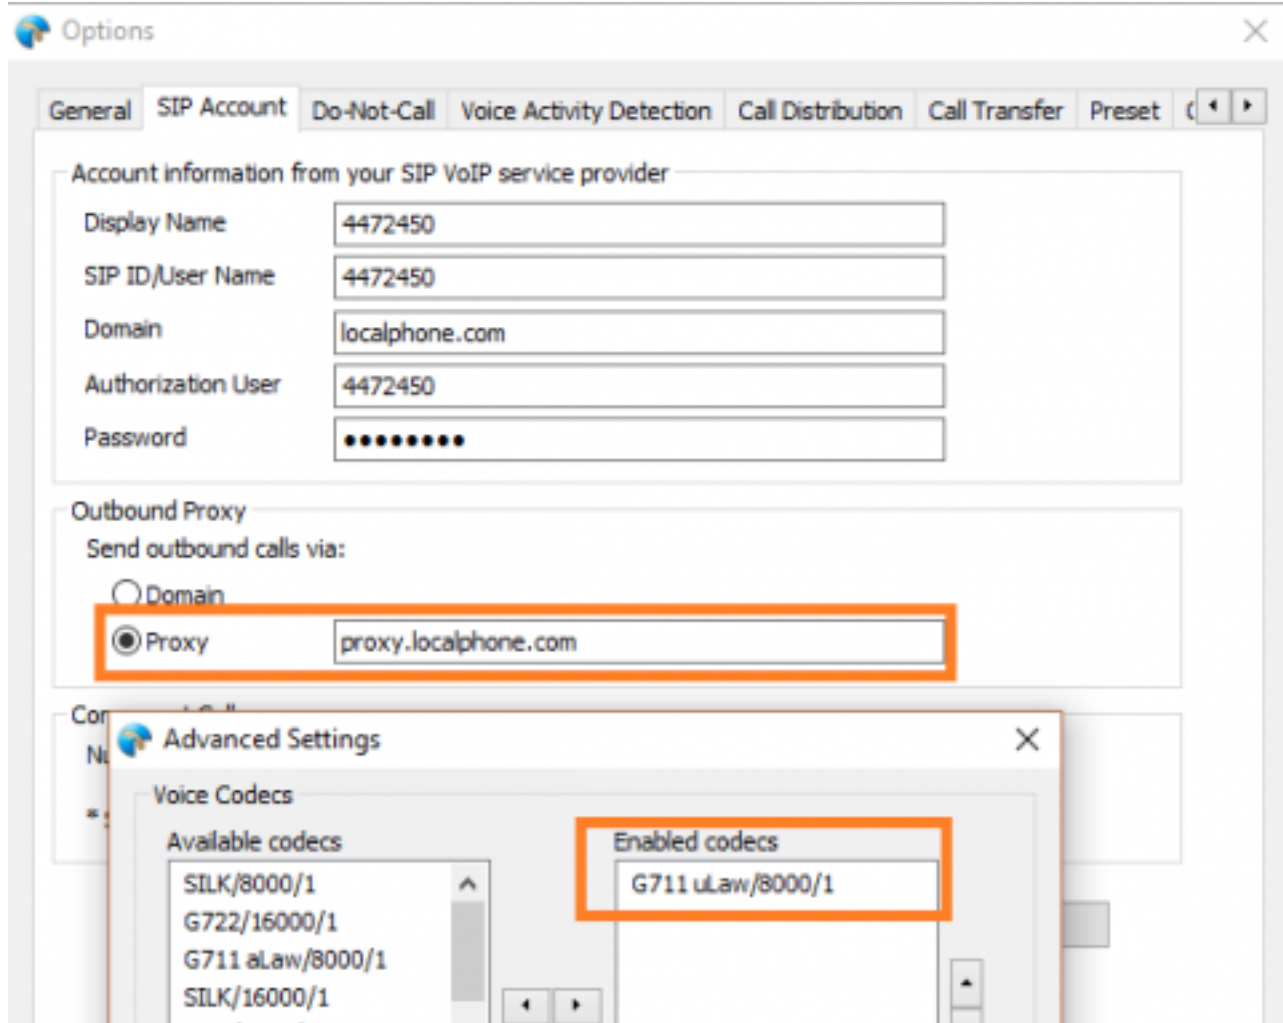 Options
General SIP Account Do-Not-Call Voice Activity Detection Call Distribution Call Transfer Preset
Account information from your SIP VoIP service provider
Display Name 4472450
SIP ID/User Name 4472450
Domain localphone.com
Authorization User 4472450
Password ••••••••
Outbound Proxy
Send outbound calls via:
Domain
Proxy proxy.localphone.com
Advanced Settings
Voice Codecs
Available codecs Enabled codecs
SILK/8000/1 G711 uLaw/8000/1
G722/16000/1
G711 aLaw/8000/1
SILK/16000/1